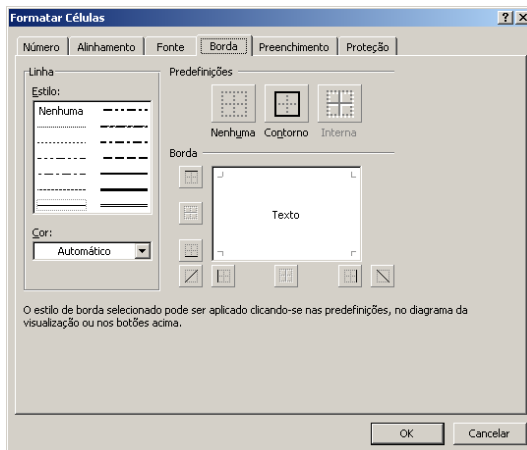 Formatar Células
Número Alinhamento Fonte Borda Preenchimento Proteção
Linha
Estilo:
Nenhuma
Cor:
Automático
Predefinições
Nenhuma Contorno Interna
Borda
Texto
O estilo de borda selecionado pode ser aplicado clicando-se nas predefinições, no diagrama da
visualização ou nos botões acima.
OK Cancelar